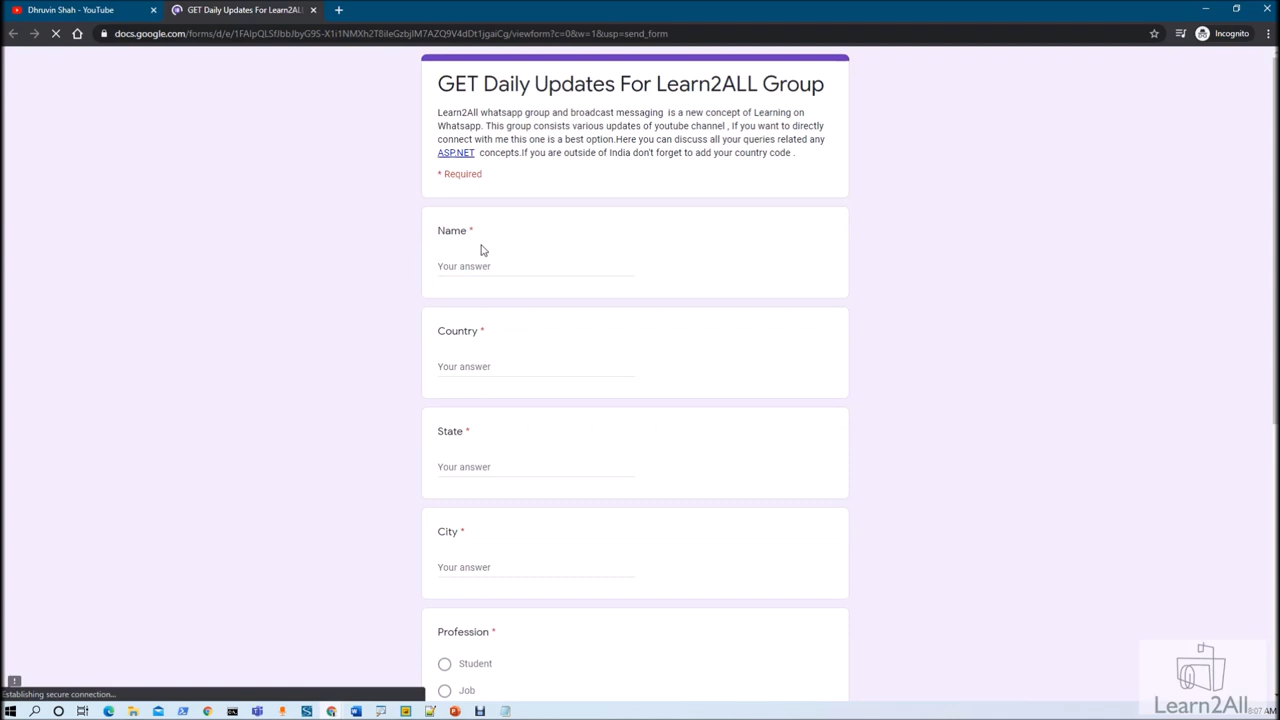 Dhruvin Shah - YouTube
GET Daily Updates For Learn2ALL
docs.google.com/forms/d/e/1FAIpQLSfJbbJbyG9S-X1i1NMXh2T8ileGzbjlM7AZQ9V4dDt1jgaiCg/viewform?c=0&w=1&usp=send_form
Incognito
GET Daily Updates For Learn2ALL Group
Learn2All whatsapp group and broadcast messaging is a new concept of Learning on
Whatsapp. This group consists various updates of youtube channel , If you want to directly
connect with me this one is a best option.Here you can discuss all your queries related any
ASP.NET concepts.If you are outside of India don't forget to add your country code .
* Required
Name *
Your answer
Country *
Your answer
State *
Your answer
City *
Your answer
Profession *
Student
Job
Establishing secure connection...
Learn2All
8:07 AM